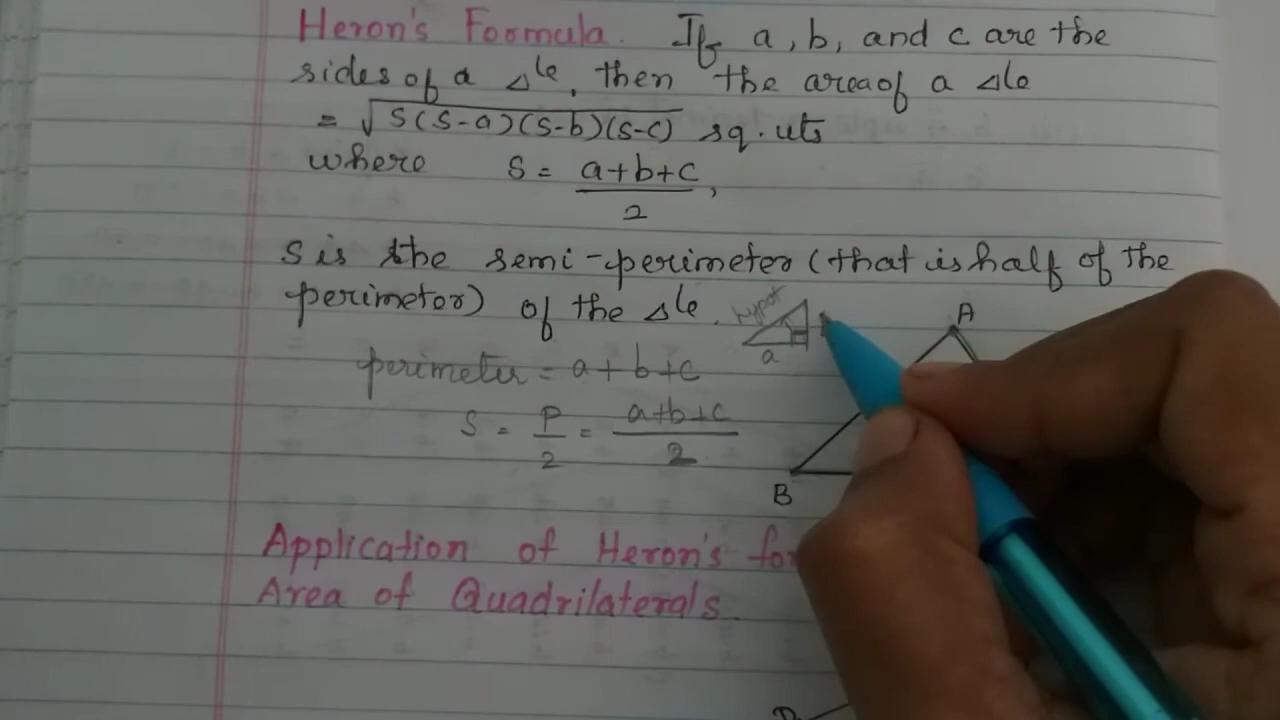 Heron's Formula. If a, b, and c are the
sides of a △le, then the area of a △le
= √s(s-a)(s-b)(s-c) sq. uts
where s = a+b+c/2,
S is the semi-perimeter (that is half of the
perimeter) of the △le.
hypot
a
A
perimeter = a+b+c
S = P/2 = a+b+c/2
B
Application of Heron's for
Area of Quadrilaterals.
D